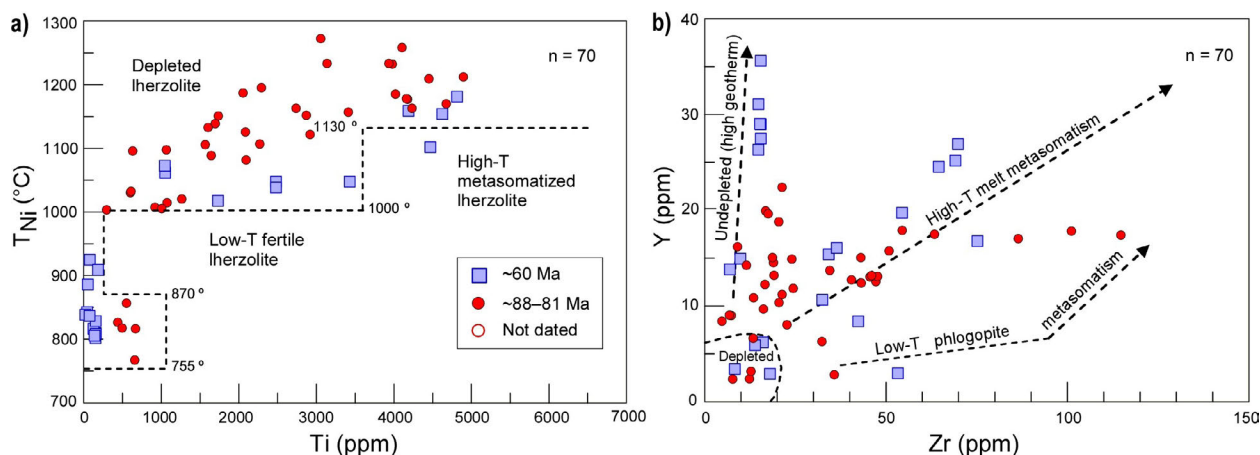 a)
1300
1200
1100
1000
900
800
700
TNi (°C)
Depleted
lherzolite
n = 70
1130 º
High-T
metasomatized
lherzolite
1000 º
Low-T fertile
lherzolite
870 º
755 º
~60 Ma
~88–81 Ma
Not dated
0
1000
2000
3000
4000
5000
6000
7000
Ti (ppm)
b)
40
30
20
10
0
Y (ppm)
Undepleted (high geotherm)
n = 70
High-T melt metasomatism
Depleted
Low-T phlogopite
metasomatism
0
50
100
150
Zr (ppm)